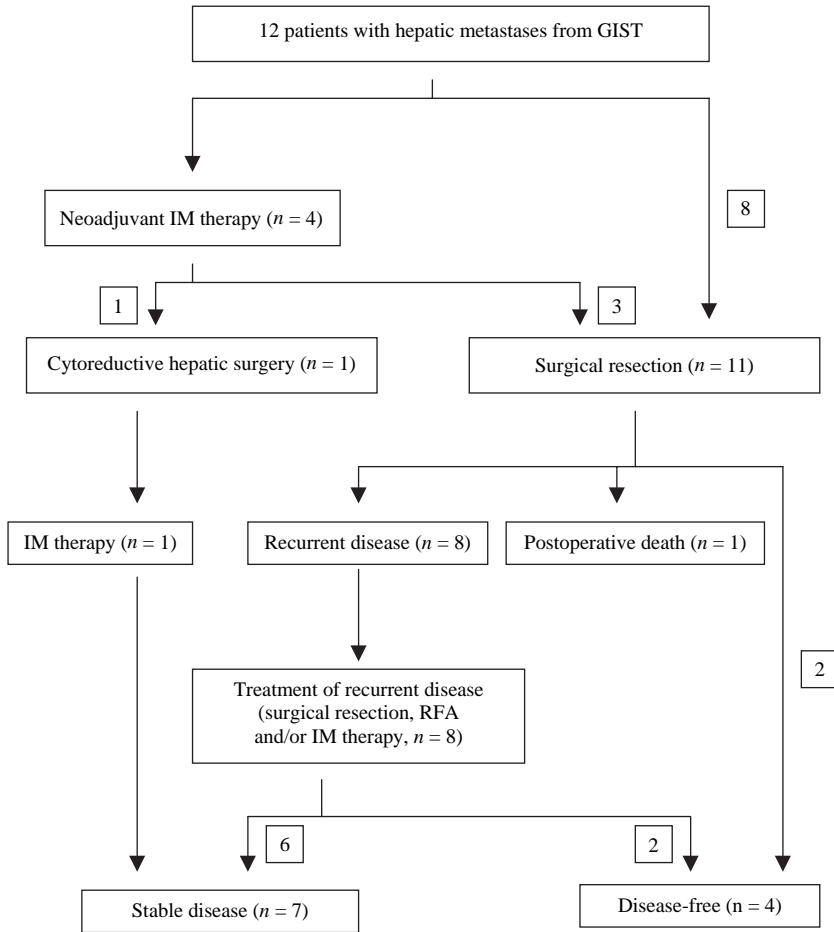 12 patients with hepatic metastases from GIST
8
Neoadjuvant IM therapy (n = 4)
1
3
Cytoreductive hepatic surgery (n = 1)
Surgical resection (n = 11)
IM therapy (n = 1)
Recurrent disease (n = 8)
Postoperative death (n = 1)
2
Treatment of recurrent disease
(surgical resection, RFA
and/or IM therapy, n = 8)
6
2
Stable disease (n = 7)
Disease-free (n = 4)